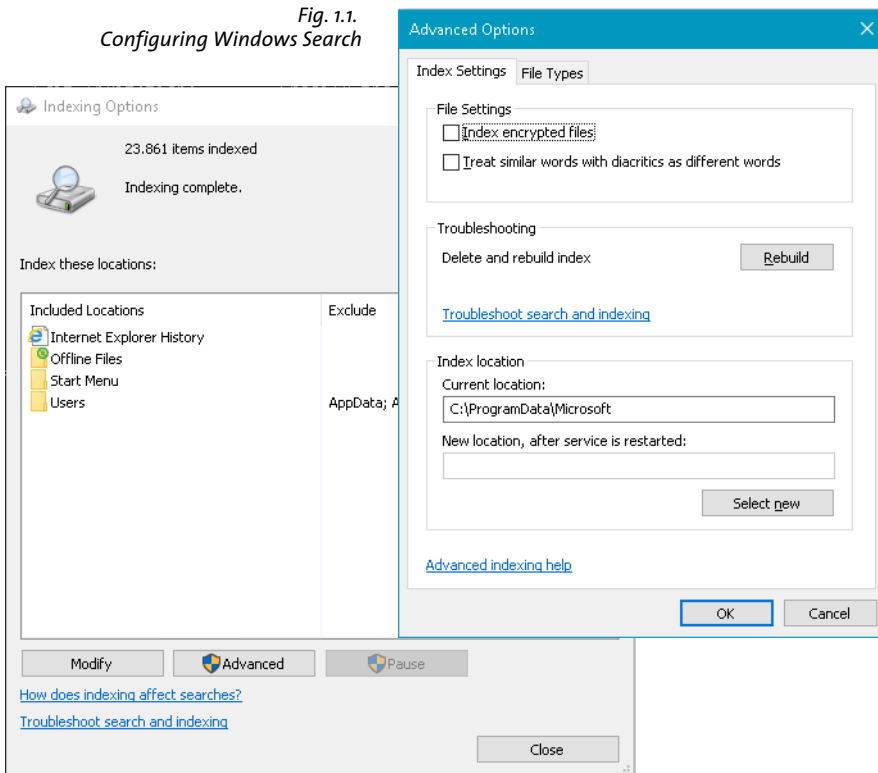 Fig. 1.1.
Configuring Windows Search
Indexing Options
23.861 items indexed
Indexing complete.
Index these locations:
Included Locations
Exclude
Internet Explorer History
Offline Files
Start Menu
Users
AppData; A
Modify
Advanced
Pause
How does indexing affect searches?
Troubleshoot search and indexing
Close
Advanced Options
Index Settings
File Types
File Settings
Index encrypted files
Treat similar words with diacritics as different words
Troubleshooting
Delete and rebuild index
Rebuild
Troubleshoot search and indexing
Index location
Current location:
C:\ProgramData\Microsoft
New location, after service is restarted:
Select new
Advanced indexing help
OK
Cancel